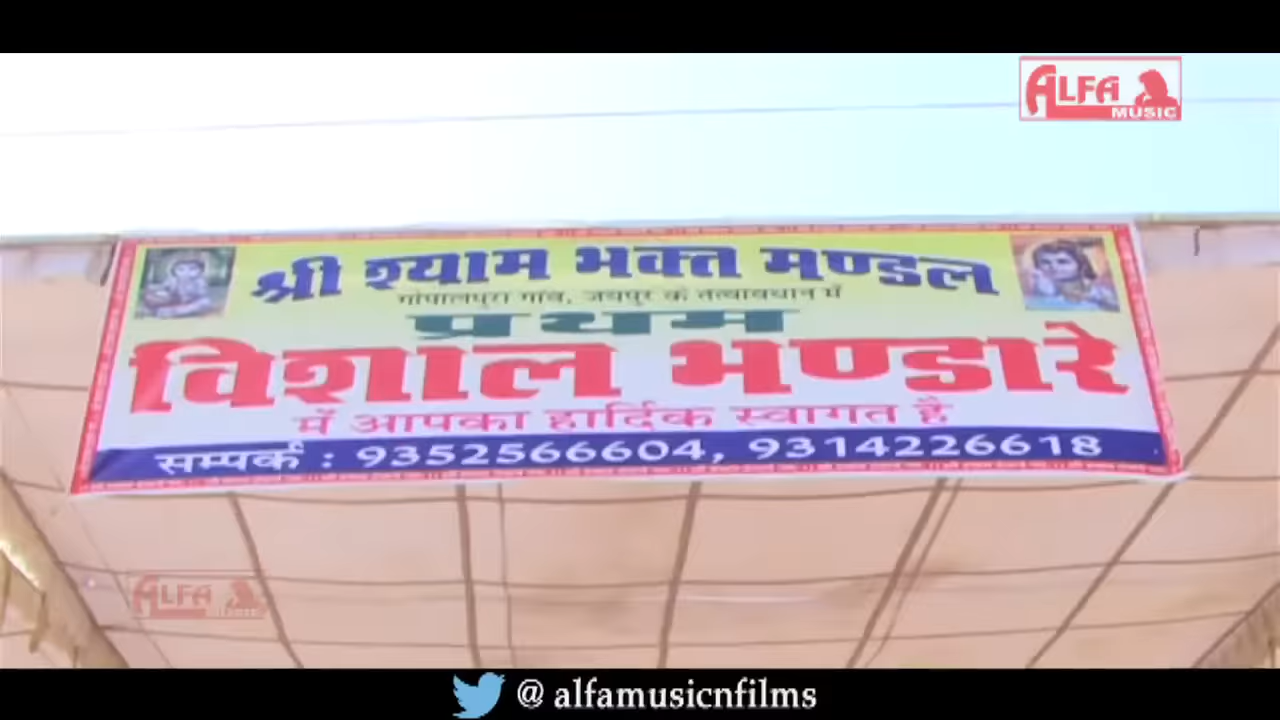 ALFA
MUSIC
श्री श्याम भक्त मण्डल
गोपालपुरा गांव, जयपुर के तत्वावधान में
प्रथम
विशाल भण्डारे
में आपका हार्दिक स्वागत है
सम्पर्क : 9352566604, 9314226618
ALFA
@ alfamusicnfilms